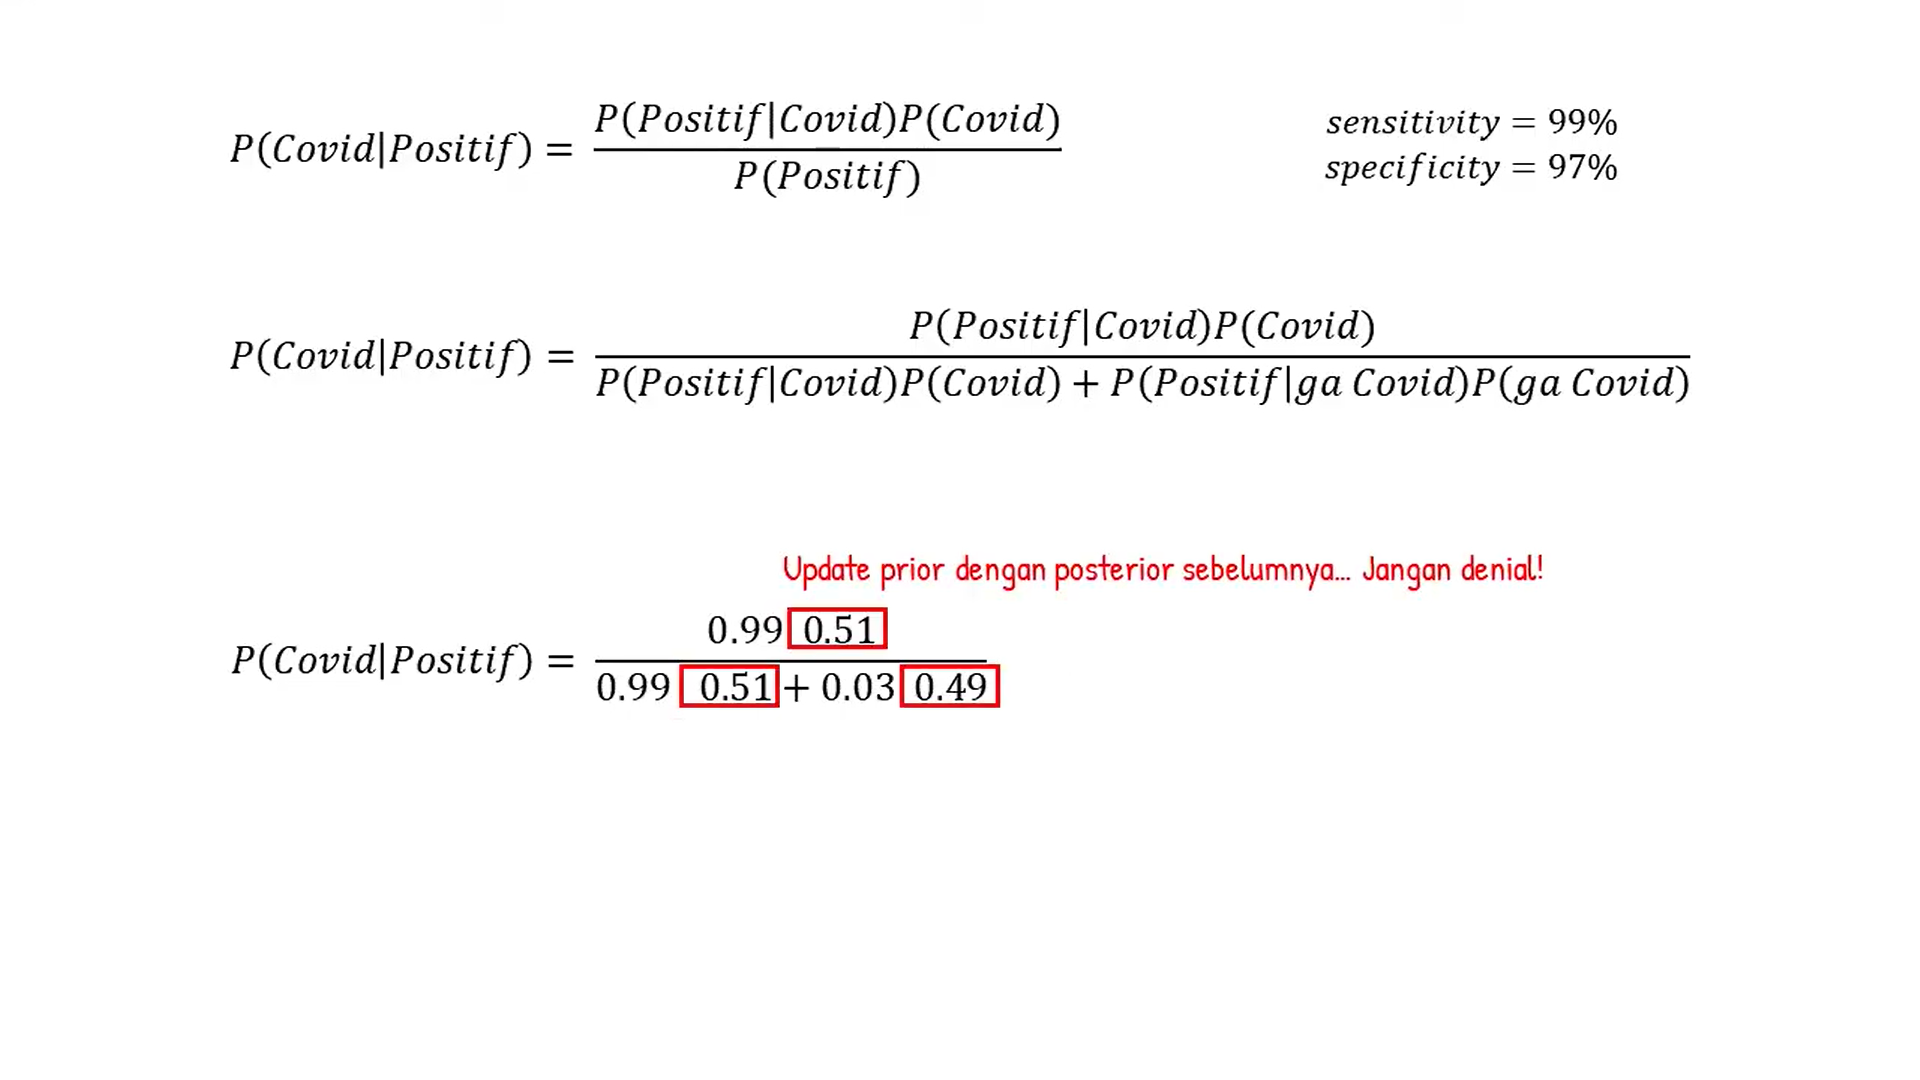 P(Covid|Positif) = P(Positif|Covid)P(Covid) / P(Positif)
sensitivity = 99%
specificity = 97%
P(Covid|Positif) = P(Positif|Covid)P(Covid) / P(Positif|Covid)P(Covid) + P(Positif|ga Covid)P(ga Covid)
Update prior dengan posterior sebelumnya... Jangan denial!
P(Covid|Positif) = 0.99 0.51 / 0.99 0.51 + 0.03 0.49